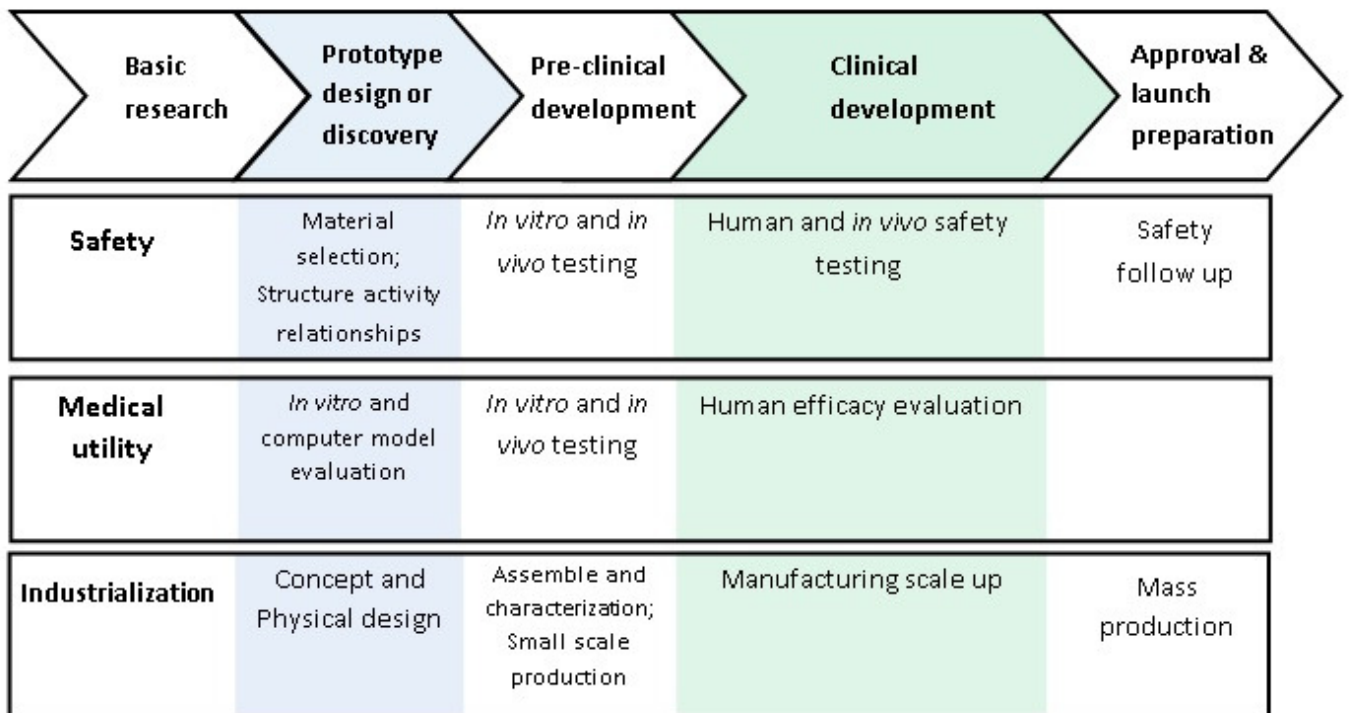 Basic
research
Prototype
design or
discovery
Pre-clinical
development
Clinical
development
Approval &
launch
preparation
Safety
Material
selection;
Structure activity
relationships
In vitro and in
vivo testing
Human and in vivo safety
testing
Safety
follow up
Medical
utility
In vitro and
computer model
evaluation
In vitro and in
vivo testing
Human efficacy evaluation
Industrialization
Concept and
Physical design
Assemble and
characterization;
Small scale
production
Manufacturing scale up
Mass
production